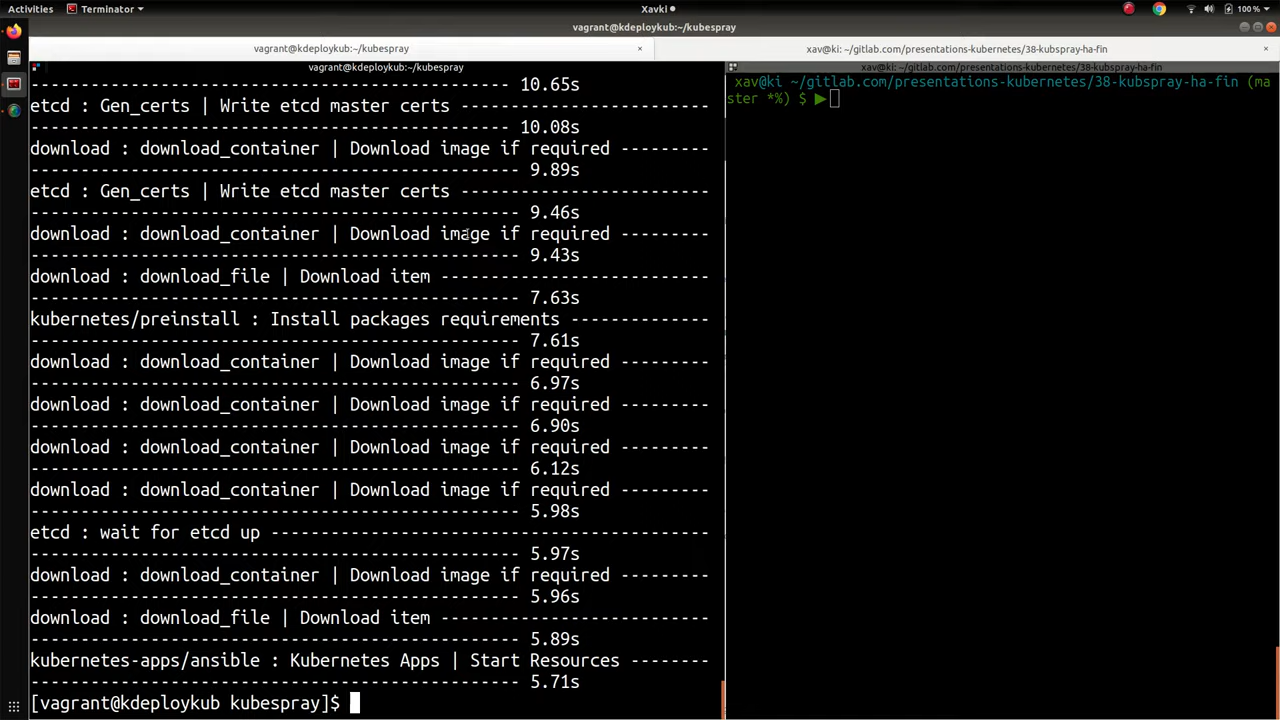 Activities
Terminator
Xavki
100 %
vagrant@kdeploykub:~/kubespray
vagrant@kdeploykub:~/kubespray ×
xav@ki: ~/gitlab.com/presentations-kubernetes/38-kubspray-ha-fin ×
vagrant@kdeploykub:~/kubespray
------------------------------------------------ 10.65s
etcd : Gen_certs | Write etcd master certs -------------------------
------------------------------------------------ 10.08s
download : download_container | Download image if required ---------
------------------------------------------------- 9.89s
etcd : Gen_certs | Write etcd master certs -------------------------
------------------------------------------------- 9.46s
download : download_container | Download image if required ---------
------------------------------------------------- 9.43s
download : download_file | Download item ---------------------------
------------------------------------------------- 7.63s
kubernetes/preinstall : Install packages requirements --------------
------------------------------------------------- 7.61s
download : download_container | Download image if required ---------
------------------------------------------------- 6.97s
download : download_container | Download image if required ---------
------------------------------------------------- 6.90s
download : download_container | Download image if required ---------
------------------------------------------------- 6.12s
download : download_container | Download image if required ---------
------------------------------------------------- 5.98s
etcd : wait for etcd up --------------------------------------------
------------------------------------------------- 5.97s
download : download_container | Download image if required ---------
------------------------------------------------- 5.96s
download : download_file | Download item ---------------------------
------------------------------------------------- 5.89s
kubernetes-apps/ansible : Kubernetes Apps | Start Resources --------
------------------------------------------------- 5.71s
[vagrant@kdeploykub kubespray]$
xav@ki: ~/gitlab.com/presentations-kubernetes/38-kubspray-ha-fin
xav@ki ~/gitlab.com/presentations-kubernetes/38-kubspray-ha-fin (ma
ster *%) $ ▶